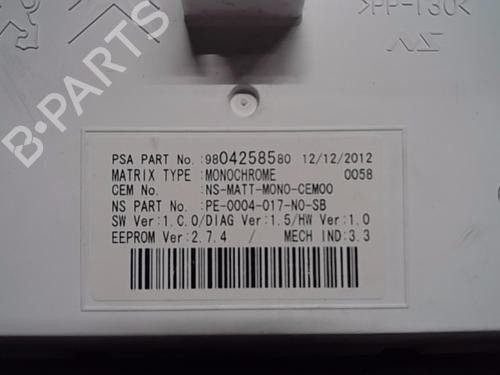 >PP-T30<
NS
PSA PART No. :9804258580 12/12/2012
MATRIX TYPE :MONOCHROME 0058
CEM No. :NS-MATT-MONO-CEM00
NS PART No. :PE-0004-017-N0-SB
SW Ver:1.C.0/DIAG Ver:1.5/HW Ver:1.0
EEPROM Ver:2.7.4 / MECH IND:3.3